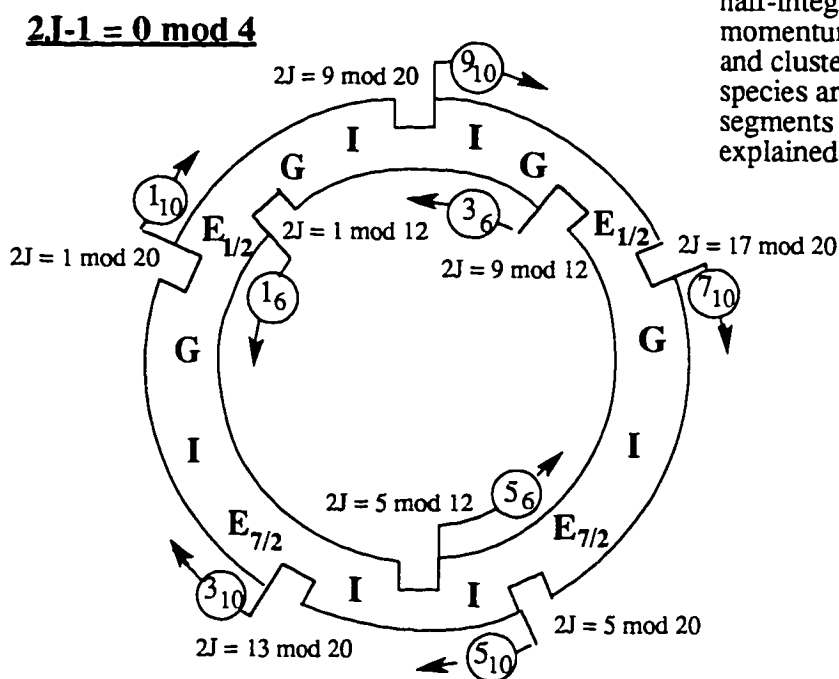 half-integ
momentum
and cluste
species ar
segments
explained
2J-1 = 0 mod 4
2J = 9 mod 20
9₁₀
I
I
G
G
1₁₀
3₆
E₁/₂
2J = 1 mod 12
E₁/₂
2J = 17 mod 20
2J = 1 mod 20
2J = 9 mod 12
1₆
7₁₀
G
G
I
I
2J = 5 mod 12
5₆
E₇/₂
E₇/₂
3₁₀
I
I
2J = 13 mod 20
2J = 5 mod 20
5₁₀